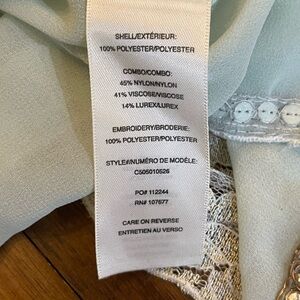 SHELL/EXTÉRIEUR:
100% POLYESTER/POLYESTER
COMBO/COMBO:
45% NYLON/NYLON
41% VISCOSE/VISCOSE
14% LUREX/LUREX
EMBROIDERY/BRODERIE:
100% POLYESTER/POLYESTER
STYLE#/NUMÉRO DE MODÈLE:
C505010526
PO# 112244
RN# 107677
CARE ON REVERSE
ENTRETIEN AU VERSO